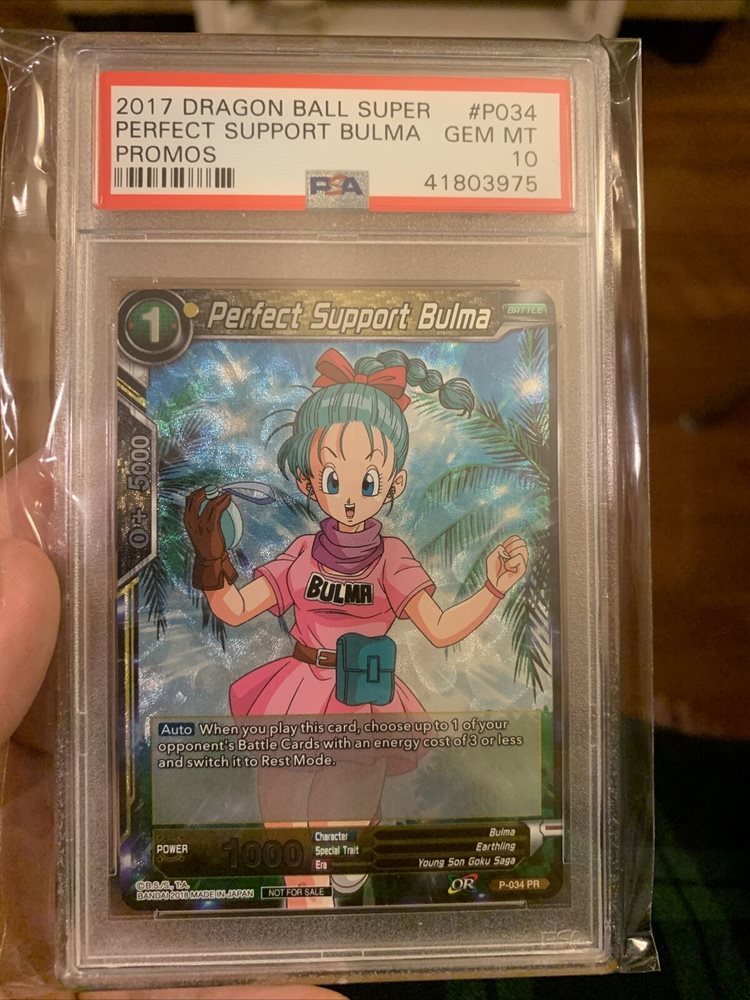 2017 DRAGON BALL SUPER #P034
PERFECT SUPPORT BULMA GEM MT
PROMOS 10
PSA 41803975
1 Perfect Support Bulma BATTLE
0/+ 5000
BULMA
Auto When you play this card, choose up to 1 of your
opponent's Battle Cards with an energy cost of 3 or less
and switch it to Rest Mode.
POWER 1000
Character Bulma
Special Trait Earthling
Era Young Son Goku Saga
©B.S./S., T.A.
BANDAI 2018 MADE IN JAPAN NOT FOR SALE OR P-034 PR